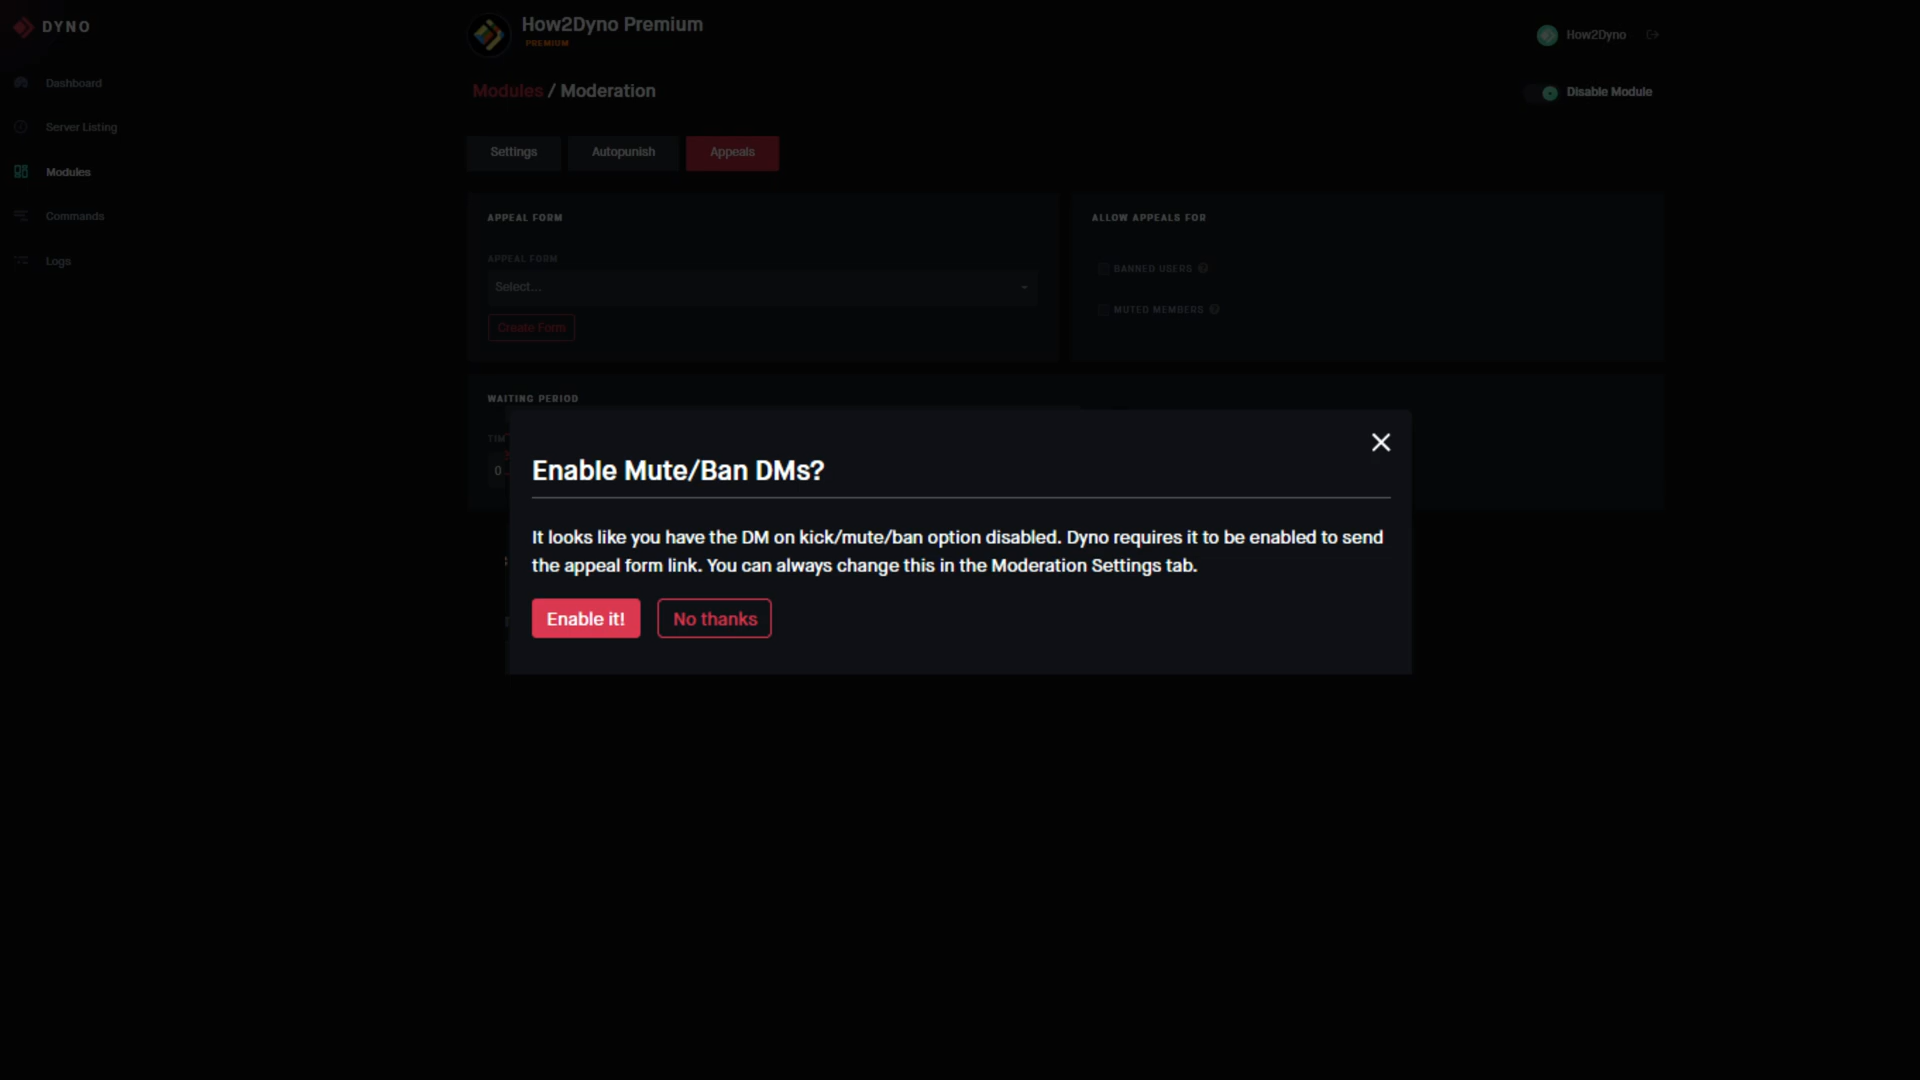 DYNO
Dashboard
Server Listing
Modules
Commands
Logs
How2Dyno Premium
PREMIUM
How2Dyno
Modules / Moderation
Disable Module
Settings
Autopunish
Appeals
APPEAL FORM
APPEAL FORM
Select...
Create Form
ALLOW APPEALS FOR
BANNED USERS
MUTED MEMBERS
WAITING PERIOD
0
Enable Mute/Ban DMs?
It looks like you have the DM on kick/mute/ban option disabled. Dyno requires it to be enabled to send
the appeal form link. You can always change this in the Moderation Settings tab.
Enable it!
No thanks